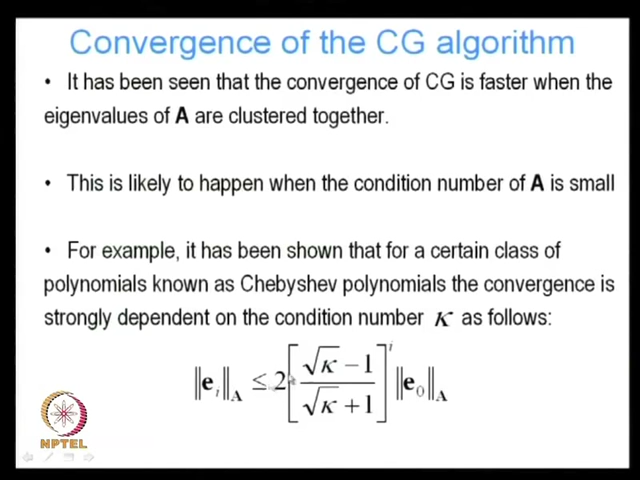 Convergence of the CG algorithm
• It has been seen that the convergence of CG is faster when the
eigenvalues of A are clustered together.
• This is likely to happen when the condition number of A is small
• For example, it has been shown that for a certain class of
polynomials known as Chebyshev polynomials the convergence is
strongly dependent on the condition number κ as follows:
‖e_i‖_A ≤ 2 [ (√κ − 1) / (√κ + 1) ]^i ‖e_0‖_A
NPTEL